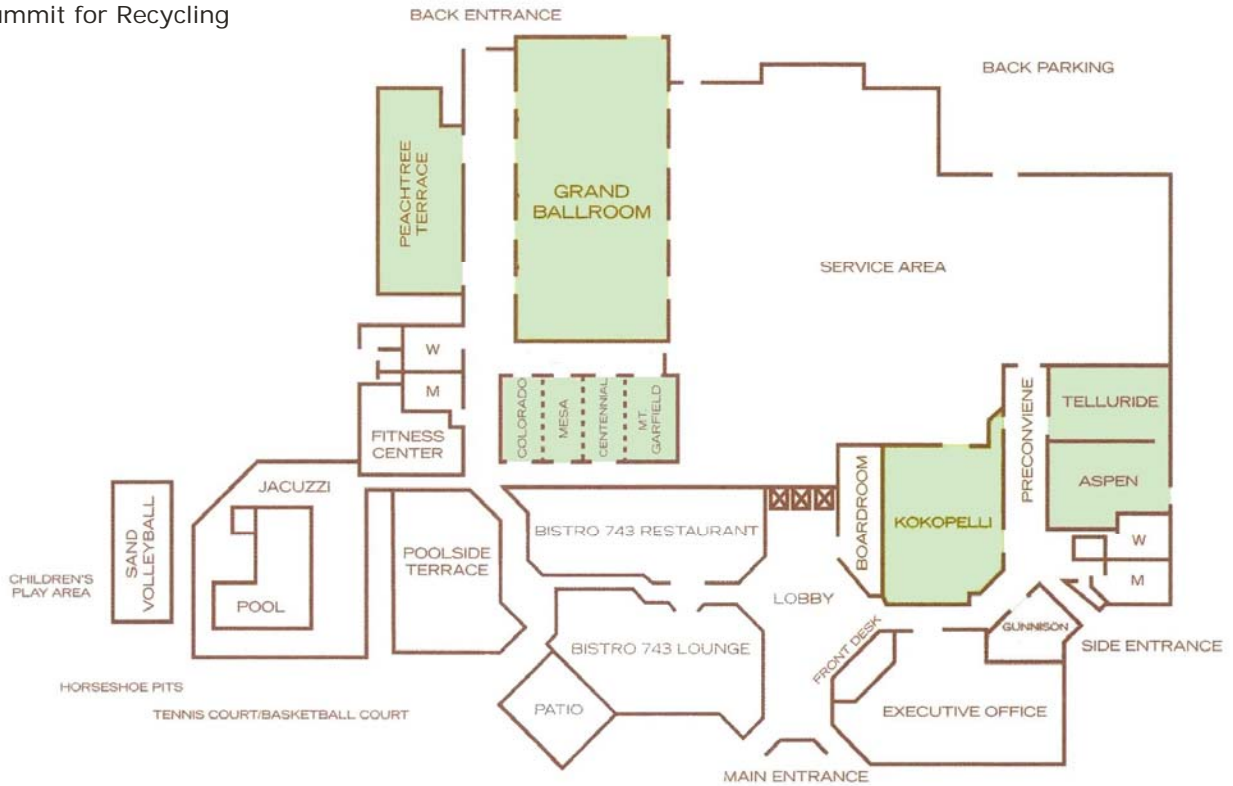 ummit for Recycling
BACK ENTRANCE
BACK PARKING
PEACHTREE
TERRACE
GRAND
BALLROOM
SERVICE AREA
W
M
COLORADO
MESA
CENTENNIAL
MT.
GARFIELD
PRECONVIENE
TELLURIDE
ASPEN
FITNESS
CENTER
JACUZZI
BOARDROOM
KOKOPELLI
BISTRO 743 RESTAURANT
W
M
SAND
VOLLEYBALL
POOLSIDE
TERRACE
CHILDREN'S
PLAY AREA
POOL
LOBBY
GUNNISON
FRONT DESK
SIDE ENTRANCE
BISTRO 743 LOUNGE
HORSESHOE PITS
TENNIS COURT/BASKETBALL COURT
PATIO
EXECUTIVE OFFICE
MAIN ENTRANCE